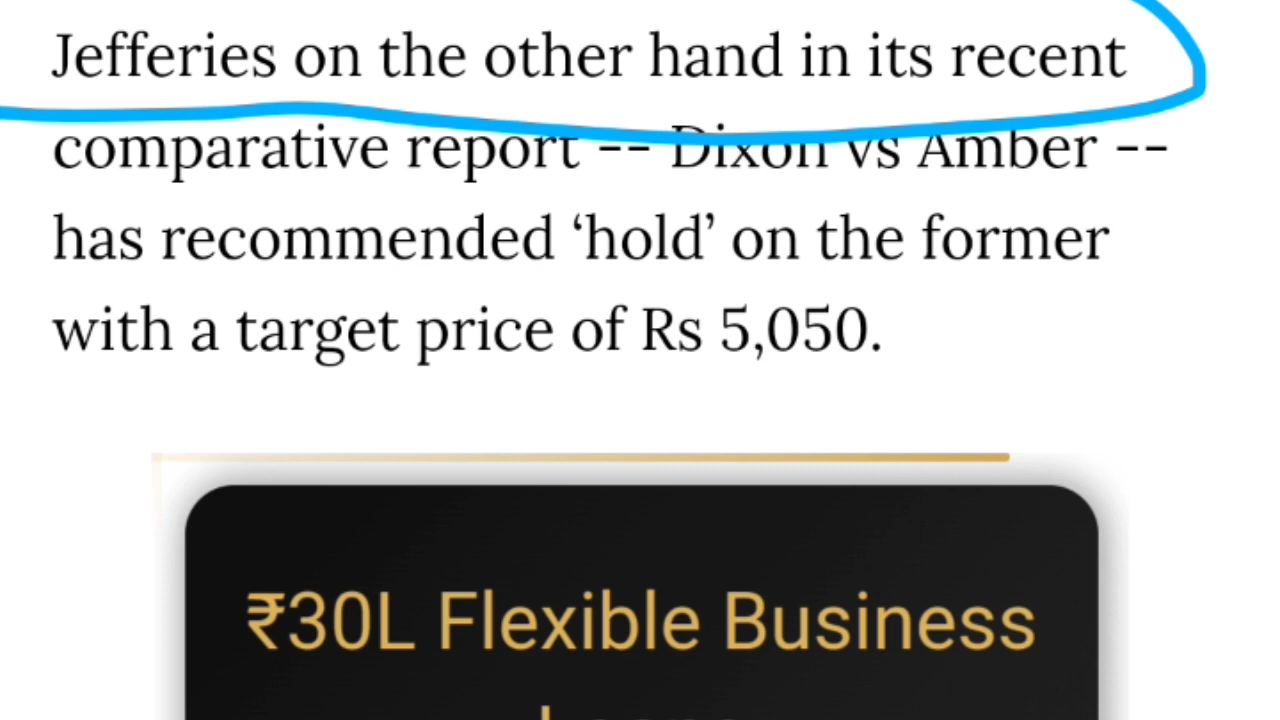 Jefferies on the other hand in its recent
comparative report -- Dixon vs Amber --
has recommended ‘hold’ on the former
with a target price of Rs 5,050.
₹30L Flexible Business